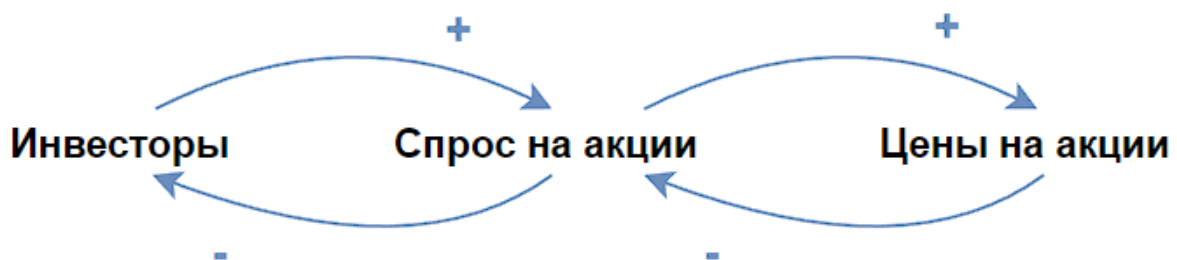 + +
Инвесторы Спрос на акции Цены на акции
- -